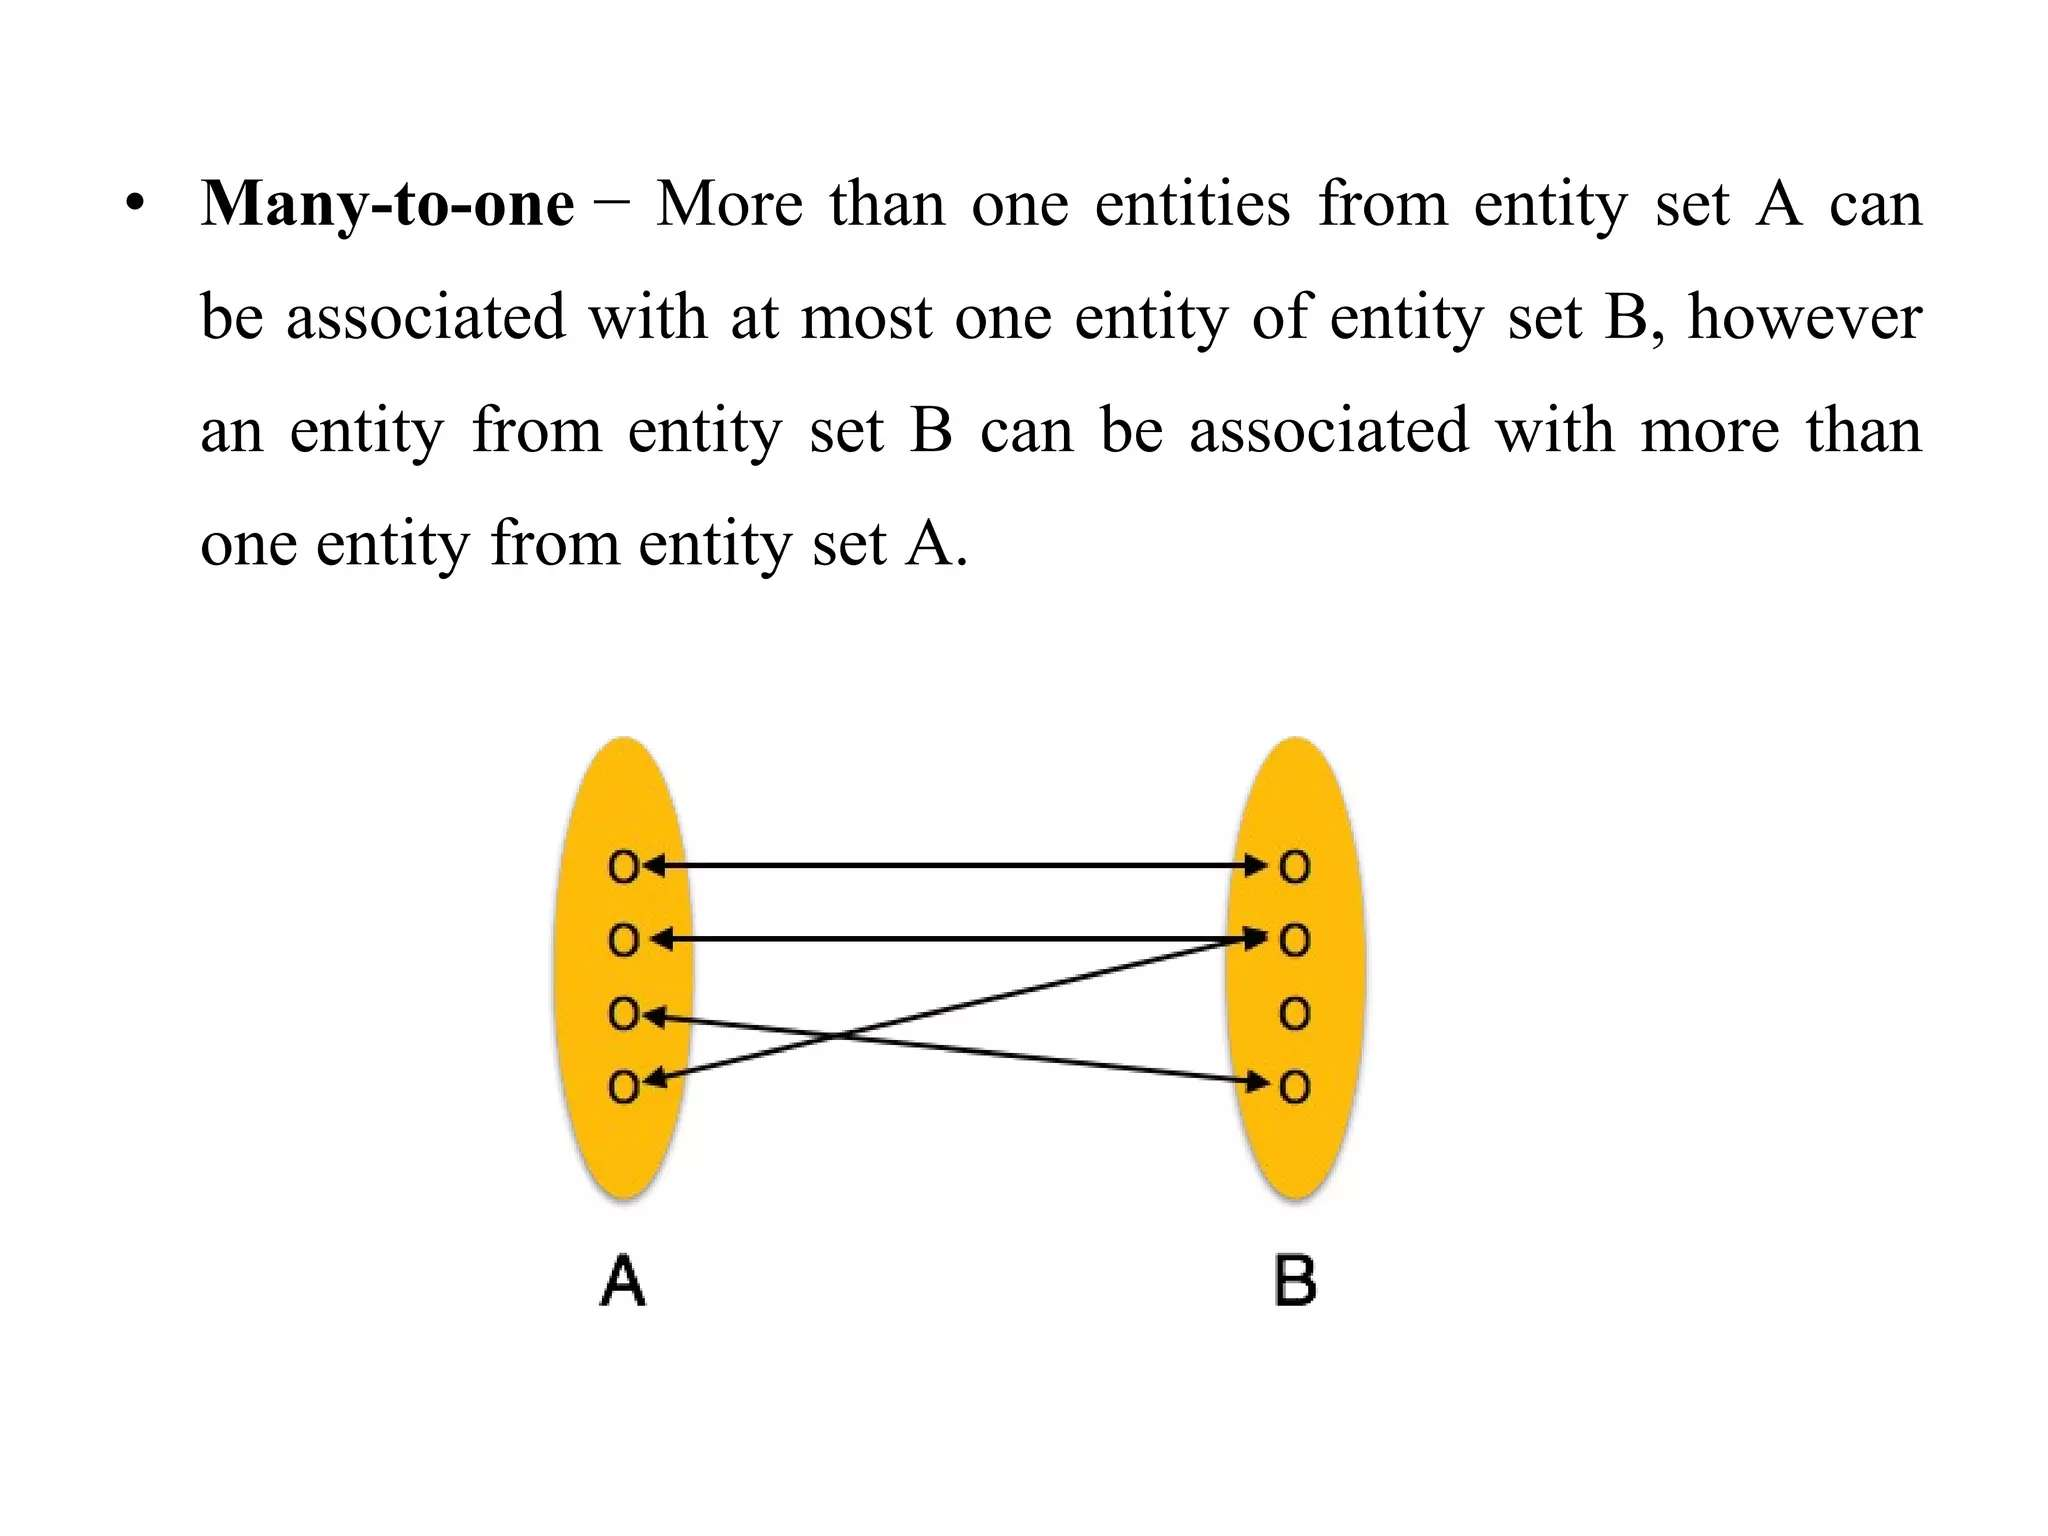 • Many-to-one − More than one entities from entity set A can
be associated with at most one entity of entity set B, however
an entity from entity set B can be associated with more than
one entity from entity set A.
O O
O O
O O
O O
A B